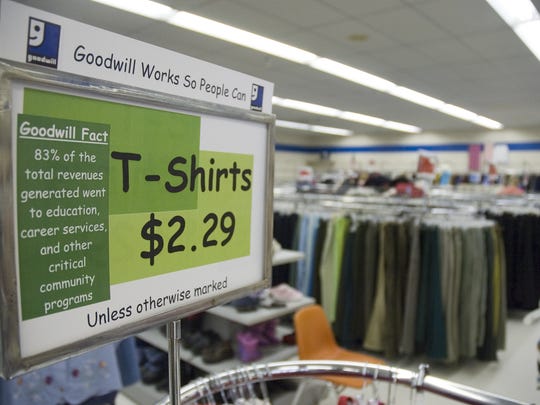 goodwill
Goodwill Works So People Can
Goodwill Fact
83% of the
total revenues
generated went
to education,
career services,
and other
critical
community
programs
T-Shirts
$2.29
Unless otherwise marked